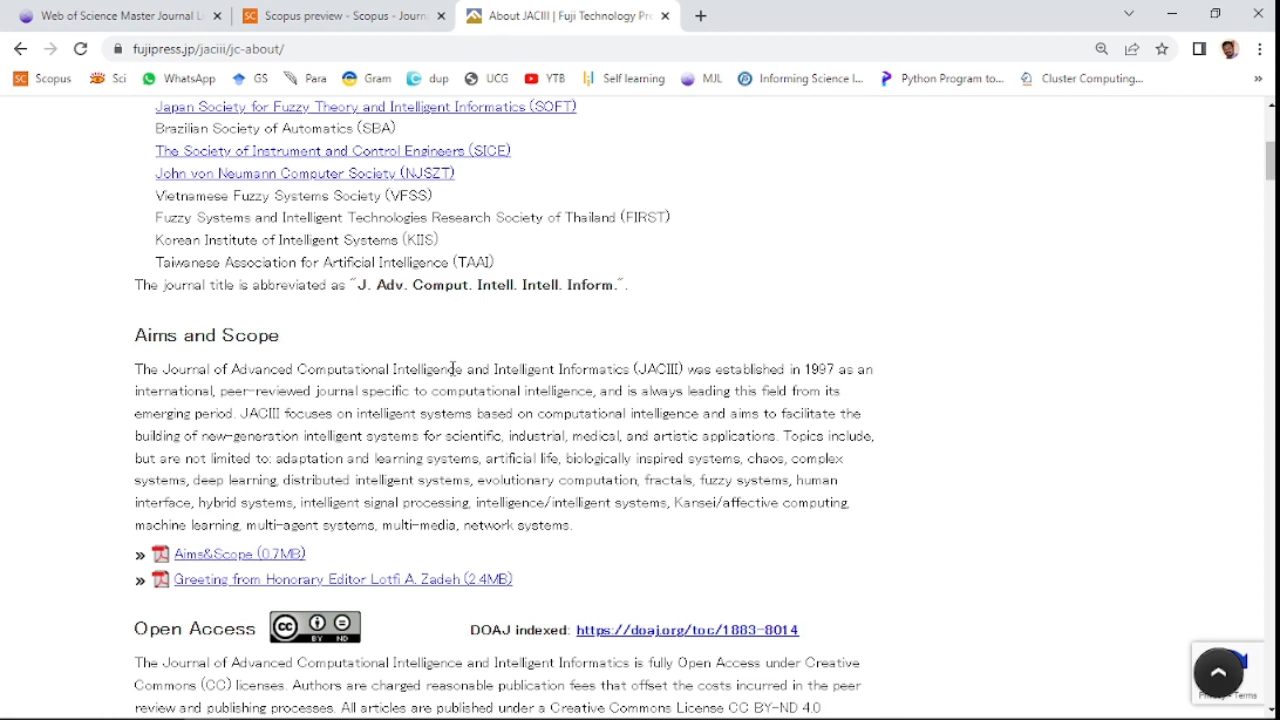 Web of Science Master Journal L
Scopus preview - Scopus - Journ
About JACIII | Fuji Technology Pr
fujipress.jp/jaciii/jc-about/
Scopus
Sci
WhatsApp
GS
Para
Gram
dup
UCG
YTB
Self learning
MJL
Informing Science I...
Python Program to...
Cluster Computing...
Japan Society for Fuzzy Theory and Intelligent Informatics (SOFT)
Brazilian Society of Automatics (SBA)
The Society of Instrument and Control Engineers (SICE)
John von Neumann Computer Society (NJSZT)
Vietnamese Fuzzy Systems Society (VFSS)
Fuzzy Systems and Intelligent Technologies Research Society of Thailand (FIRST)
Korean Institute of Intelligent Systems (KIIS)
Taiwanese Association for Artificial Intelligence (TAAI)
The journal title is abbreviated as "J. Adv. Comput. Intell. Intell. Inform.".
Aims and Scope
The Journal of Advanced Computational Intelligence and Intelligent Informatics (JACIII) was established in 1997 as an
international, peer-reviewed journal specific to computational intelligence, and is always leading this field from its
emerging period. JACIII focuses on intelligent systems based on computational intelligence and aims to facilitate the
building of new-generation intelligent systems for scientific, industrial, medical, and artistic applications. Topics include,
but are not limited to: adaptation and learning systems, artificial life, biologically inspired systems, chaos, complex
systems, deep learning, distributed intelligent systems, evolutionary computation, fractals, fuzzy systems, human
interface, hybrid systems, intelligent signal processing, intelligence/intelligent systems, Kansei/affective computing,
machine learning, multi-agent systems, multi-media, network systems.
» Aims&Scope (0.7MB)
» Greeting from Honorary Editor Lotfi A. Zadeh (2.4MB)
Open Access cc BY ND DOAJ indexed: https://doaj.org/toc/1883-8014
The Journal of Advanced Computational Intelligence and Intelligent Informatics is fully Open Access under Creative
Commons (CC) licenses. Authors are charged reasonable publication fees that offset the costs incurred in the peer
review and publishing processes. All articles are published under a Creative Commons License CC BY-ND 4.0
Terms